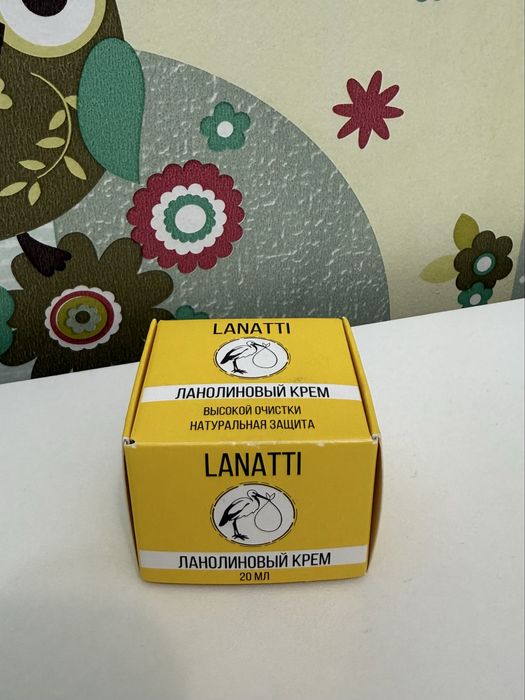 LANATTI
ЛАНОЛИНОВЫЙ КРЕМ
ВЫСОКОЙ ОЧИСТКИ
НАТУРАЛЬНАЯ ЗАЩИТА
LANATTI
ЛАНОЛИНОВЫЙ КРЕМ
20 МЛ